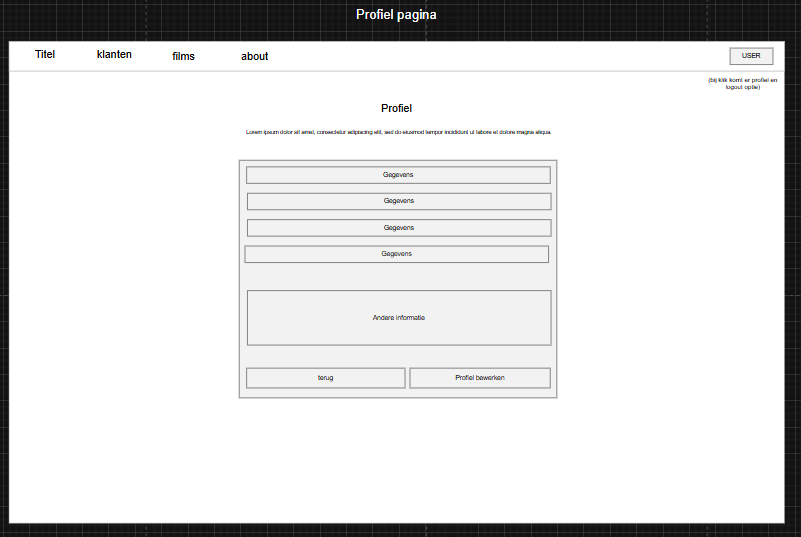 Profiel pagina
Titel klanten films about USER
(bij klik komt er profiel en
logout optie)
Profiel
Lorem ipsum dolor sit amet, consectetur adipiscing elit, sed do eiusmod tempor incididunt ut labore et dolore magna aliqua.
Gegevens
Gegevens
Gegevens
Gegevens
Andere informatie
terug Profiel bewerken